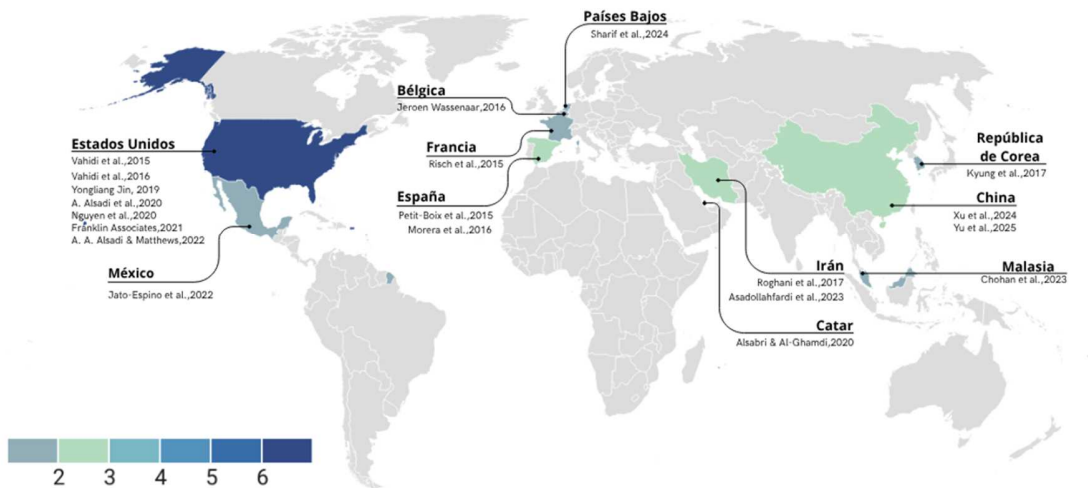 Países Bajos
Sharif et al.,2024
Bélgica
Jeroen Wassenaar,2016
Francia
Risch et al.,2015
España
Petit-Boix et al.,2015
Morera et al.,2016
Estados Unidos
Vahidi et al.,2015
Vahidi et al.,2016
Yongliang Jin, 2019
A. Alsadi et al.,2020
Nguyen et al.,2020
Franklin Associates,2021
A. A. Alsadi & Matthews,2022
México
Jato-Espino et al.,2022
República
de Corea
Kyung et al.,2017
China
Xu et al.,2024
Yu et al.,2025
Irán
Roghani et al.,2017
Asadollahfardi et al.,2023
Malasia
Chohan et al.,2023
Catar
Alsabri & Al-Ghamdi,2020
2 3 4 5 6